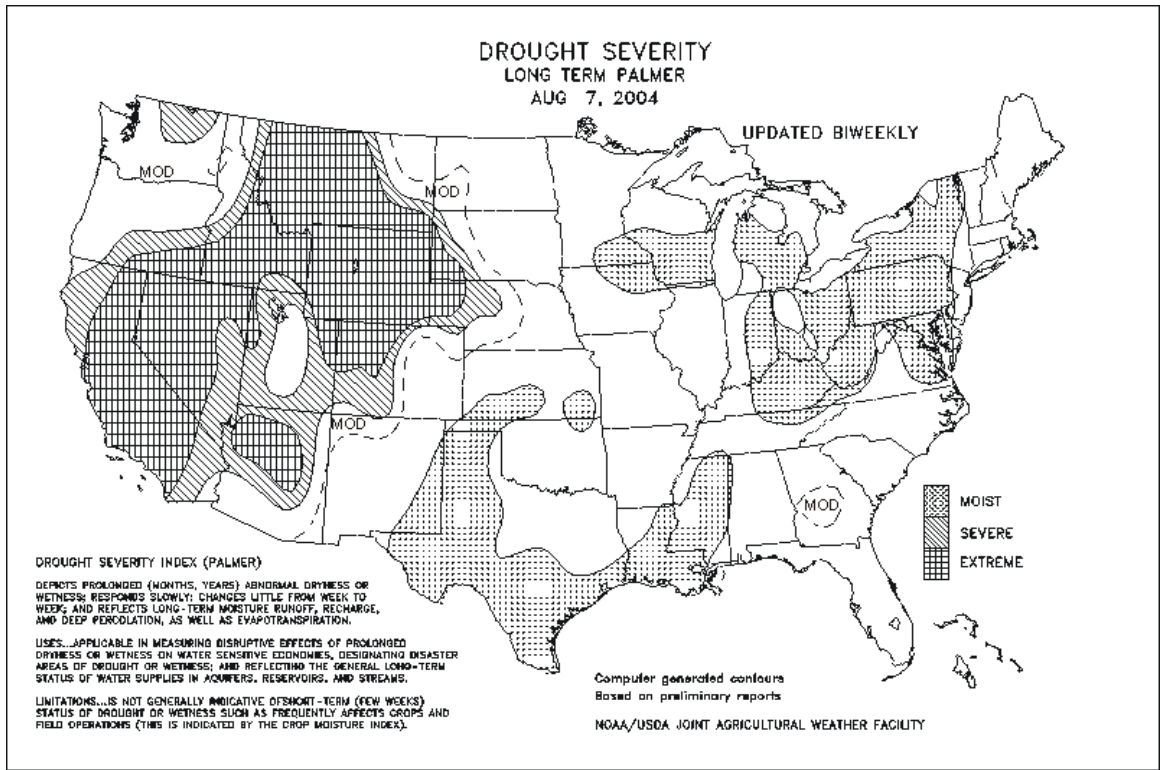 DROUGHT SEVERITY
LONG TERM PALMER
AUG 7, 2004
UPDATED BIWEEKLY
MOD
MOD
MOD
MOD
MOIST
SEVERE
EXTREME
DROUGHT SEVERITY INDEX (PALMER)
DEPICTS PROLONGED (MONTHS, YEARS) ABNORMAL DRYNESS OR
WETNESS; RESPONDS SLOWLY; CHANGES LITTLE FROM WEEK TO
WEEK; AND REFLECTS LONG-TERM MOISTURE RUNOFF, RECHARGE,
AND DEEP PERCOLATION, AS WELL AS EVAPOTRANSPIRATION.
USES...APPLICABLE IN MEASURING DISRUPTIVE EFFECTS OF PROLONGED
DRYNESS OR WETNESS ON WATER SENSITIVE ECONOMIES, DESIGNATING DISASTER
AREAS OF DROUGHT OR WETNESS; AND REFLECTING THE GENERAL LONG-TERM
STATUS OF WATER SUPPLIES IN AQUIFERS, RESERVOIRS, AND STREAMS.
LIMITATIONS...IS NOT GENERALLY INDICATIVE OFSHORT-TERM (FEW WEEKS)
STATUS OF DROUGHT OR WETNESS SUCH AS FREQUENTLY AFFECTS CROPS AND
FIELD OPERATIONS (THIS IS INDICATED BY THE CROP MOISTURE INDEX).
Computer generated contours
Based on preliminary reports
NOAA/USDA JOINT AGRICULTURAL WEATHER FACILITY